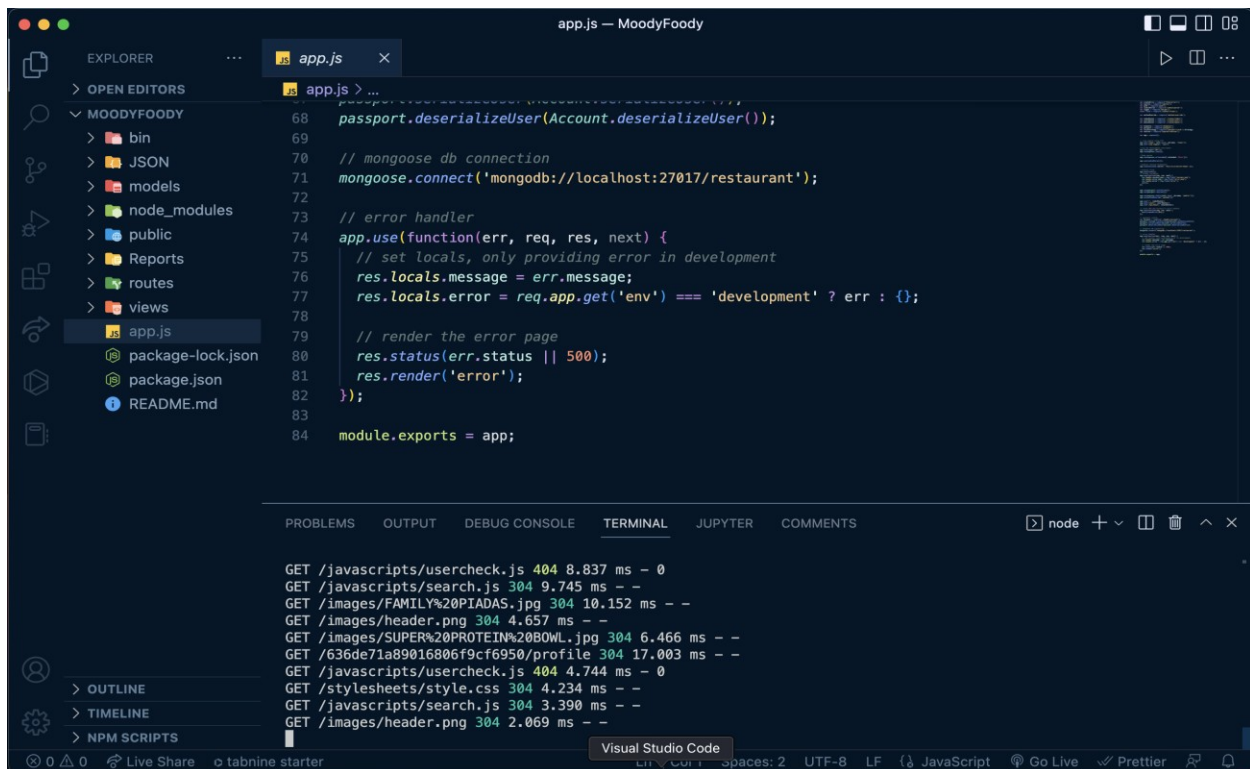 app.js — MoodyFoody
EXPLORER ...
app.js
OPEN EDITORS
app.js > ...
MOODYFOODY
bin
JSON
models
node_modules
public
Reports
routes
views
app.js
package-lock.json
package.json
README.md
67 passport.serializeUser(Account.serializeUser());
68 passport.deserializeUser(Account.deserializeUser());
69
70 // mongoose db connection
71 mongoose.connect('mongodb://localhost:27017/restaurant');
72
73 // error handler
74 app.use(function(err, req, res, next) {
75 // set locals, only providing error in development
76 res.locals.message = err.message;
77 res.locals.error = req.app.get('env') === 'development' ? err : {};
78
79 // render the error page
80 res.status(err.status || 500);
81 res.render('error');
82 });
83
84 module.exports = app;
PROBLEMS OUTPUT DEBUG CONSOLE TERMINAL JUPYTER COMMENTS
node
GET /javascripts/usercheck.js 404 8.837 ms - 0
GET /javascripts/search.js 304 9.745 ms - -
GET /images/FAMILY%20PIADAS.jpg 304 10.152 ms - -
GET /images/header.png 304 4.657 ms - -
GET /images/SUPER%20PROTEIN%20BOWL.jpg 304 6.466 ms - -
GET /636de71a89016806f9cf6950/profile 304 17.003 ms - -
GET /javascripts/usercheck.js 404 4.744 ms - 0
GET /stylesheets/style.css 304 4.234 ms - -
GET /javascripts/search.js 304 3.390 ms - -
GET /images/header.png 304 2.069 ms - -
OUTLINE
TIMELINE
NPM SCRIPTS
Visual Studio Code
0 0 Live Share tabnine starter Spaces: 2 UTF-8 LF JavaScript Go Live Prettier